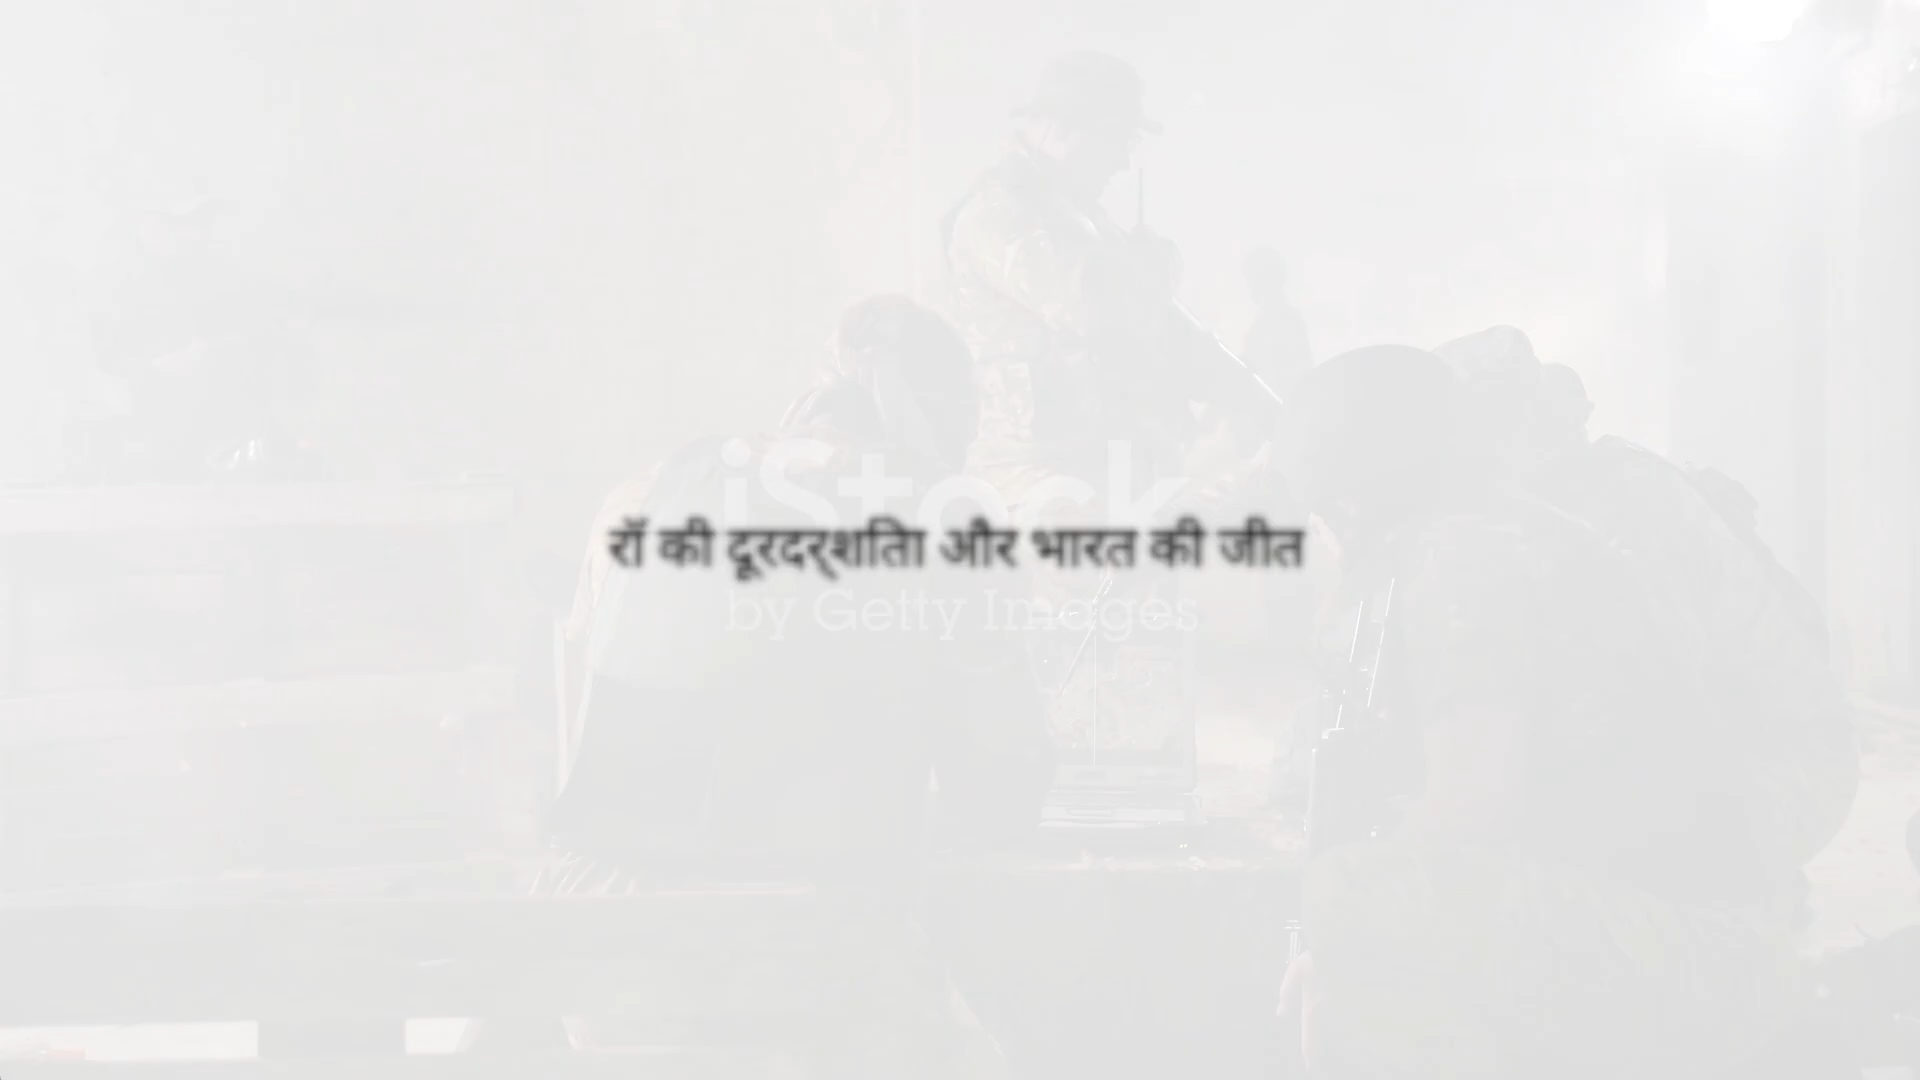 iStock
रॉ की दूरदर्शिता और भारत की जीत
by Getty Images